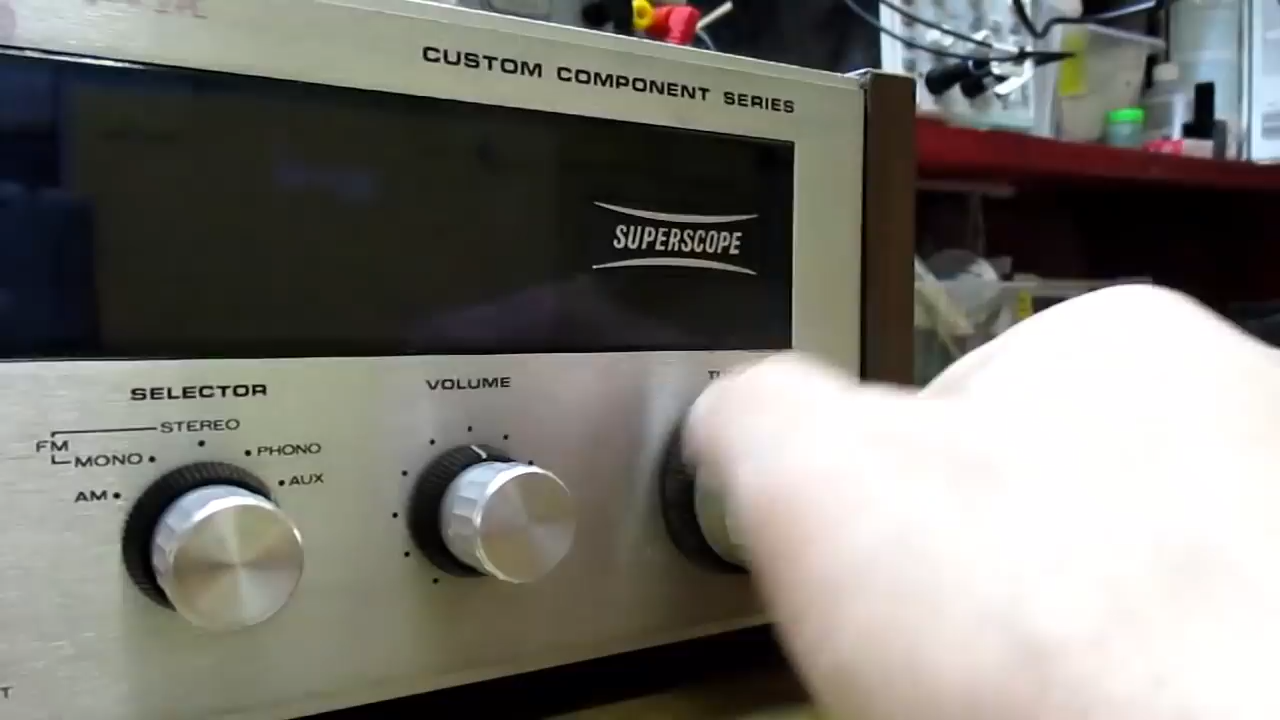 CUSTOM COMPONENT SERIES
SUPERSCOPE
SELECTOR
VOLUME
FM
STEREO
MONO
PHONO
AM
AUX